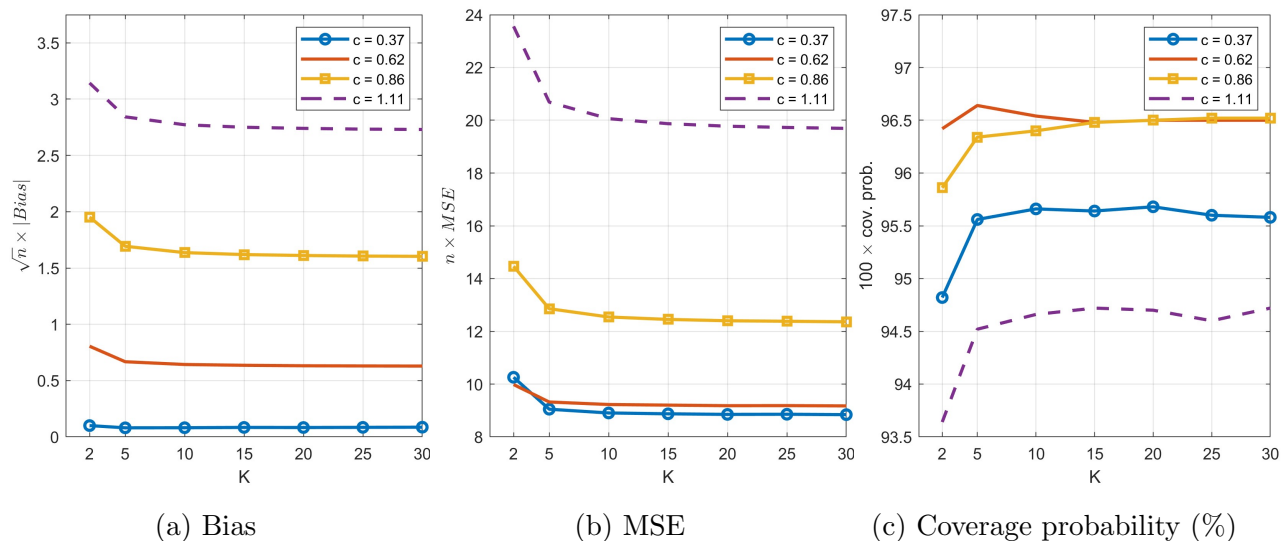 3.5
3
2.5
2
1.5
1
0.5
0
√n × |Bias|
2 5 10 15 20 25 30
K
c = 0.37
c = 0.62
c = 0.86
c = 1.11
(a) Bias
24
22
20
18
16
14
12
10
8
n × MSE
2 5 10 15 20 25 30
K
c = 0.37
c = 0.62
c = 0.86
c = 1.11
(b) MSE
97.5
97
96.5
96
95.5
95
94.5
94
93.5
100 × cov. prob.
2 5 10 15 20 25 30
K
c = 0.37
c = 0.62
c = 0.86
c = 1.11
(c) Coverage probability (%)